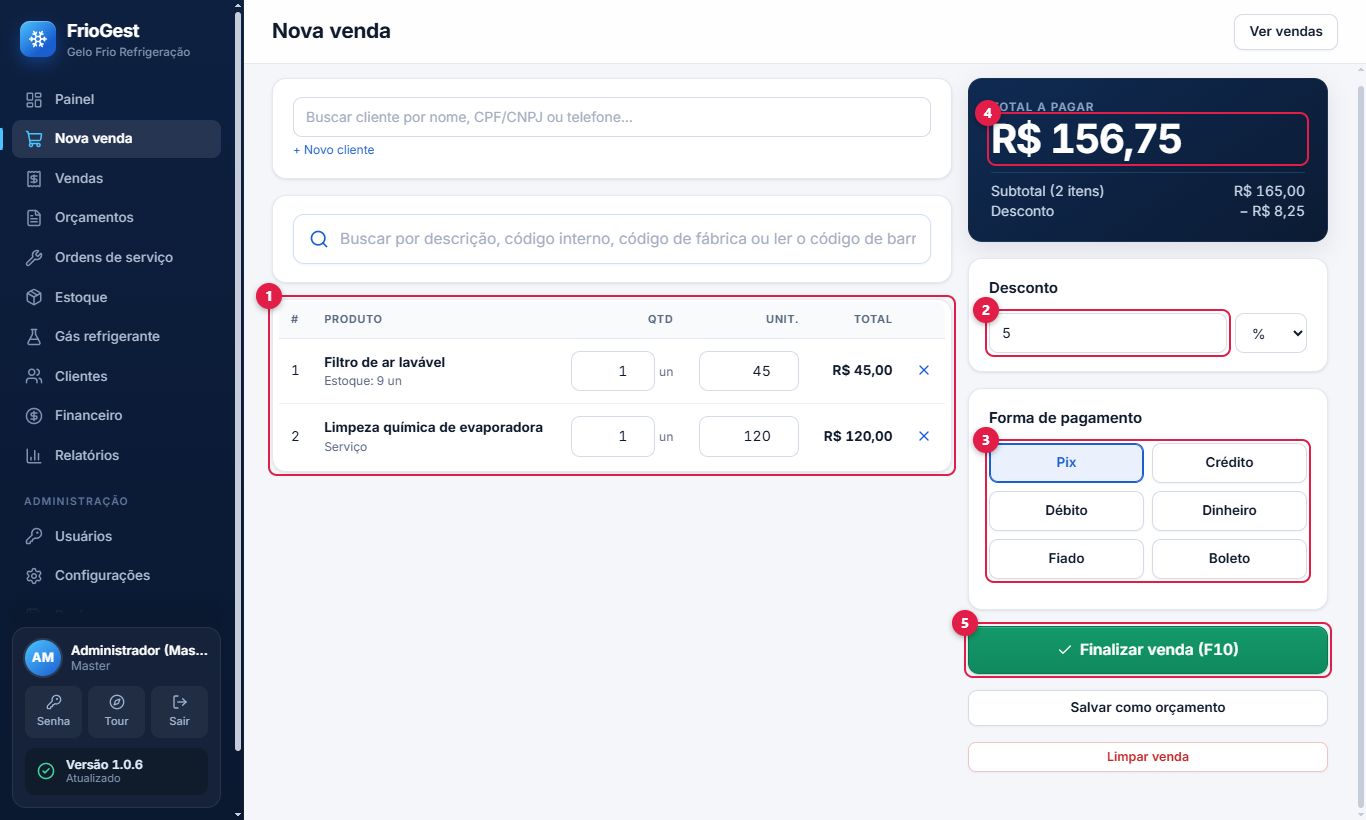 FrioGest
Gelo Frio Refrigeração
Painel
Nova venda
Vendas
Orçamentos
Ordens de serviço
Estoque
Gás refrigerante
Clientes
Financeiro
Relatórios
ADMINISTRAÇÃO
Usuários
Configurações
AM
Administrador (Mas...
Master
Senha
Tour
Sair
Versão 1.0.6
Atualizado
Nova venda
Ver vendas
Buscar cliente por nome, CPF/CNPJ ou telefone...
+ Novo cliente
Buscar por descrição, código interno, código de fábrica ou ler o código de barr
1
# PRODUTO QTD UNIT. TOTAL
1 Filtro de ar lavável 1 un 45 R$ 45,00 ×
Estoque: 9 un
2 Limpeza química de evaporadora 1 un 120 R$ 120,00 ×
Serviço
4
TOTAL A PAGAR
R$ 156,75
Subtotal (2 itens) R$ 165,00
Desconto − R$ 8,25
Desconto
2
5 %
Forma de pagamento
3
Pix Crédito
Débito Dinheiro
Fiado Boleto
5
Finalizar venda (F10)
Salvar como orçamento
Limpar venda